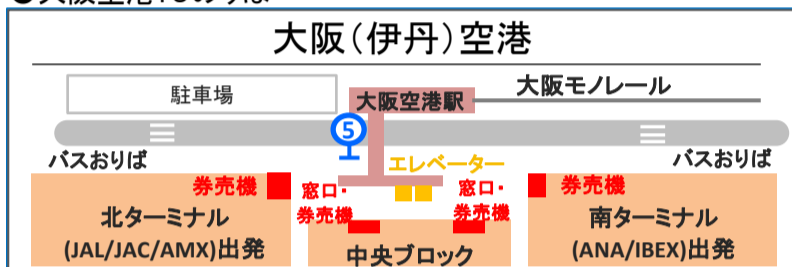 大阪(伊丹)空港
駐車場
大阪空港駅
大阪モノレール
5
バスおりば
エレベーター
バスおりば
券売機
窓口・
券売機
窓口・
券売機
券売機
北ターミナル
(JAL/JAC/AMX)出発
中央ブロック
南ターミナル
(ANA/IBEX)出発